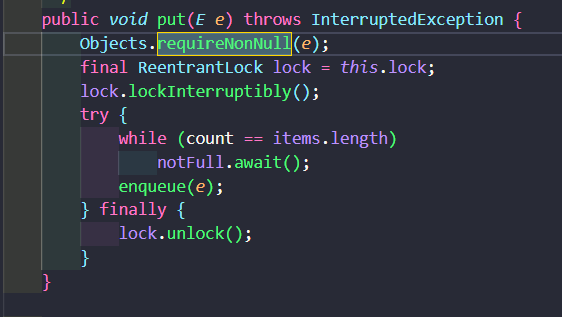 public void put(E e) throws InterruptedException {
Objects.requireNonNull(e);
final ReentrantLock lock = this.lock;
lock.lockInterruptibly();
try {
while (count == items.length)
notFull.await();
enqueue(e);
} finally {
lock.unlock();
}
}